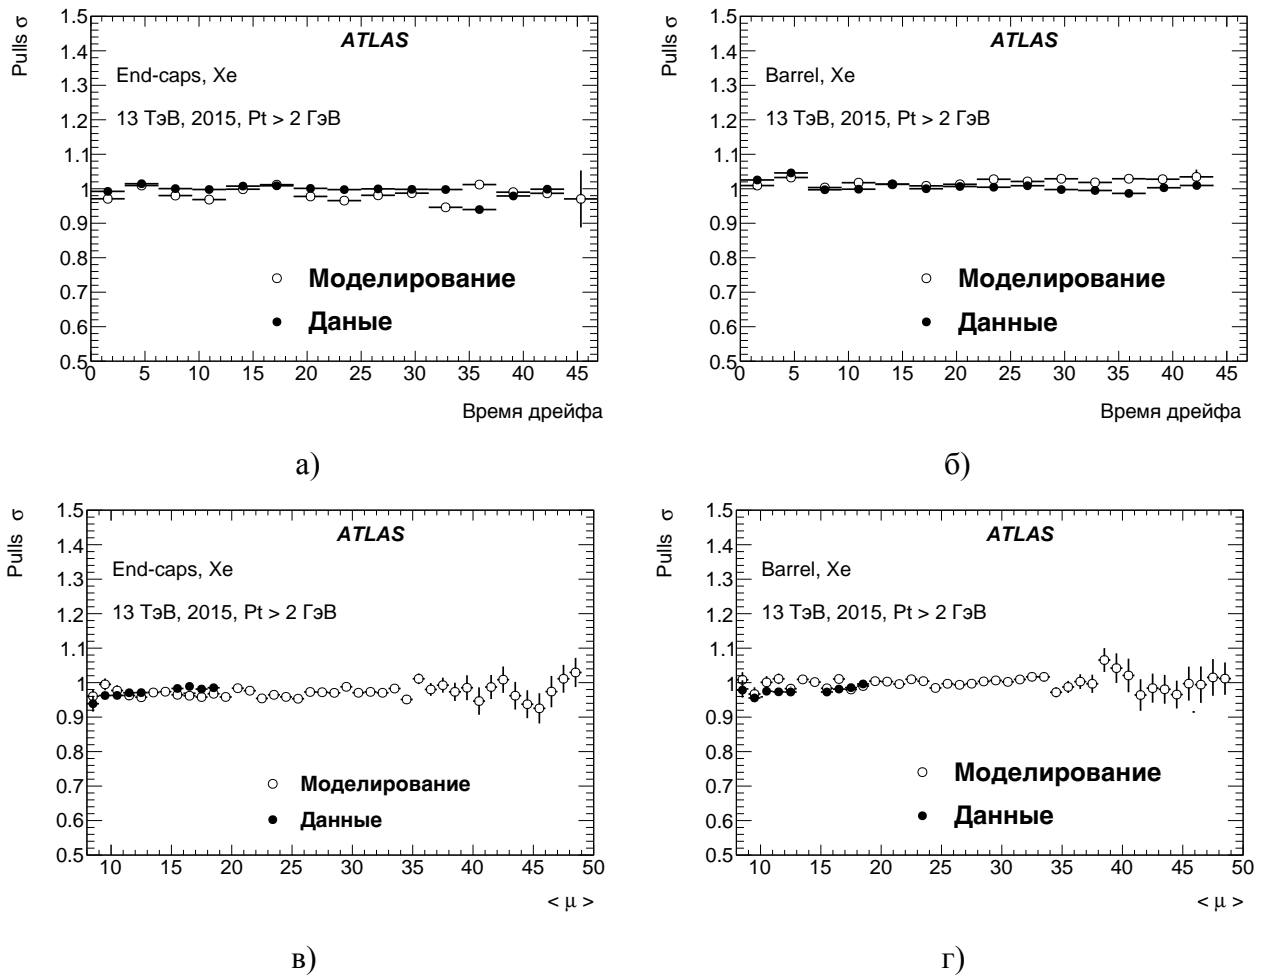 Pulls σ
1.5
1.4
1.3
1.2
1.1
1
0.9
0.8
0.7
0.6
0.5
ATLAS
End-caps, Xe
13 ТэВ, 2015, Pt > 2 ГэВ
Моделирование
Даные
0 5 10 15 20 25 30 35 40 45
Время дрейфа
а)
Pulls σ
1.5
1.4
1.3
1.2
1.1
1
0.9
0.8
0.7
0.6
0.5
ATLAS
Barrel, Xe
13 ТэВ, 2015, Pt > 2 ГэВ
Моделирование
Данные
0 5 10 15 20 25 30 35 40 45
Время дрейфа
б)
Pulls σ
1.5
1.4
1.3
1.2
1.1
1
0.9
0.8
0.7
0.6
0.5
ATLAS
End-caps, Xe
13 ТэВ, 2015, Pt > 2 ГэВ
Моделирование
Данные
10 15 20 25 30 35 40 45 50
< μ >
в)
Pulls σ
1.5
1.4
1.3
1.2
1.1
1
0.9
0.8
0.7
0.6
0.5
ATLAS
Barrel, Xe
13 ТэВ, 2015, Pt > 2 ГэВ
Моделирование
Данные
10 15 20 25 30 35 40 45 50
< μ >
г)